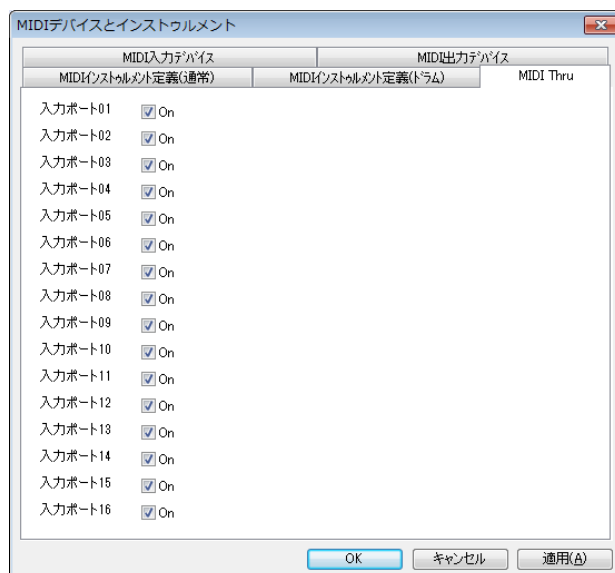 MIDIデバイスとインストゥルメント
MIDI入力ﾃﾞﾊﾞｲｽ
MIDI出力ﾃﾞﾊﾞｲｽ
MIDIｲﾝｽﾄｩﾙﾒﾝﾄ定義(通常)
MIDIｲﾝｽﾄｩﾙﾒﾝﾄ定義(ﾄﾞﾗﾑ)
MIDI Thru
入力ポート01 On
入力ポート02 On
入力ポート03 On
入力ポート04 On
入力ポート05 On
入力ポート06 On
入力ポート07 On
入力ポート08 On
入力ポート09 On
入力ポート10 On
入力ポート11 On
入力ポート12 On
入力ポート13 On
入力ポート14 On
入力ポート15 On
入力ポート16 On
OK
キャンセル
適用(A)